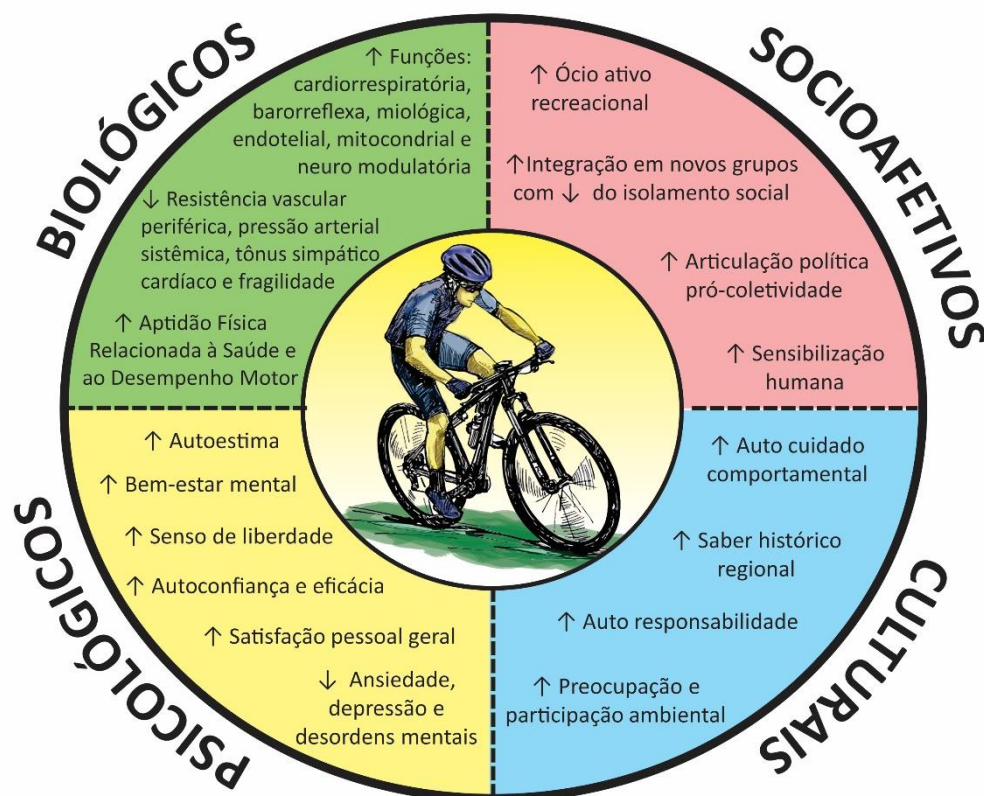 BIOLÓGICOS
↑ Funções:
cardiorrespiratória,
barorreflexa, miológica,
endotelial, mitocondrial e
neuro modulatória
↓ Resistência vascular
periférica, pressão arterial
sistêmica, tônus simpático
cardíaco e fragilidade
↑ Aptidão Física
Relacionada à Saúde e
ao Desempenho Motor
SOCIOAFETIVOS
↑ Ócio ativo
recreacional
↑Integração em novos grupos
com ↓ do isolamento social
↑ Articulação política
pró-coletividade
↑ Sensibilização
humana
PSICOLÓGICOS
↑ Autoestima
↑ Bem-estar mental
↑ Senso de liberdade
↑ Autoconfiança e eficácia
↑ Satisfação pessoal geral
↓ Ansiedade,
depressão e
desordens mentais
CULTURAIS
↑ Auto cuidado
comportamental
↑ Saber histórico
regional
↑ Auto responsabilidade
↑ Preocupação e
participação ambiental